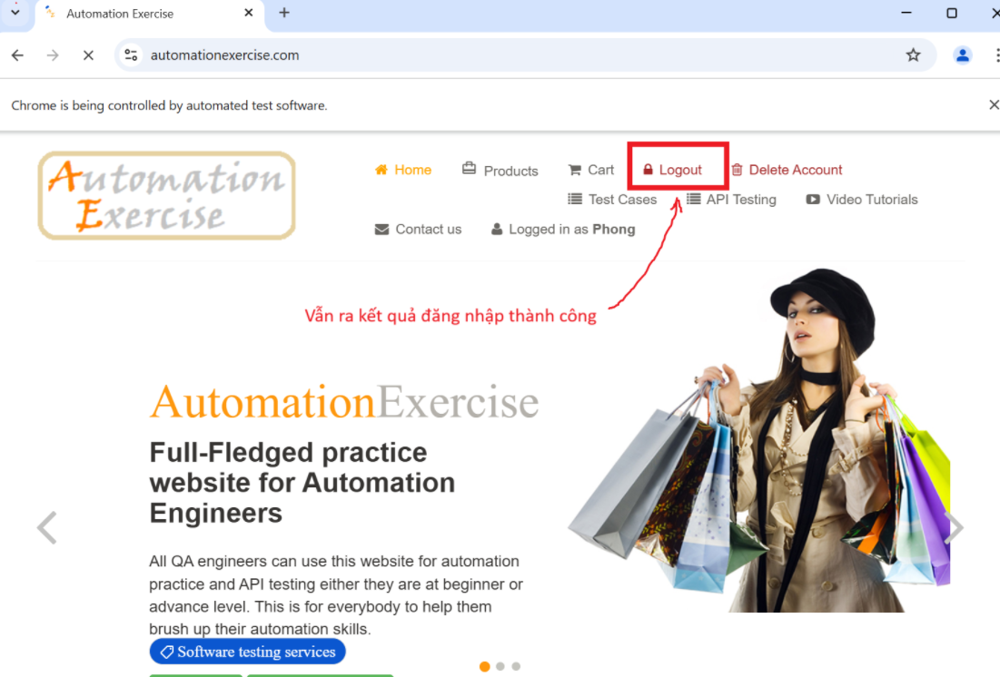 Automation Exercise
automationexercise.com
Chrome is being controlled by automated test software.
Automation
Exercise
Home Products Cart Logout Delete Account
Test Cases API Testing Video Tutorials
Contact us Logged in as Phong
Vẫn ra kết quả đăng nhập thành công
AutomationExercise
Full-Fledged practice
website for Automation
Engineers
All QA engineers can use this website for automation
practice and API testing either they are at beginner or
advance level. This is for everybody to help them
brush up their automation skills.
Software testing services